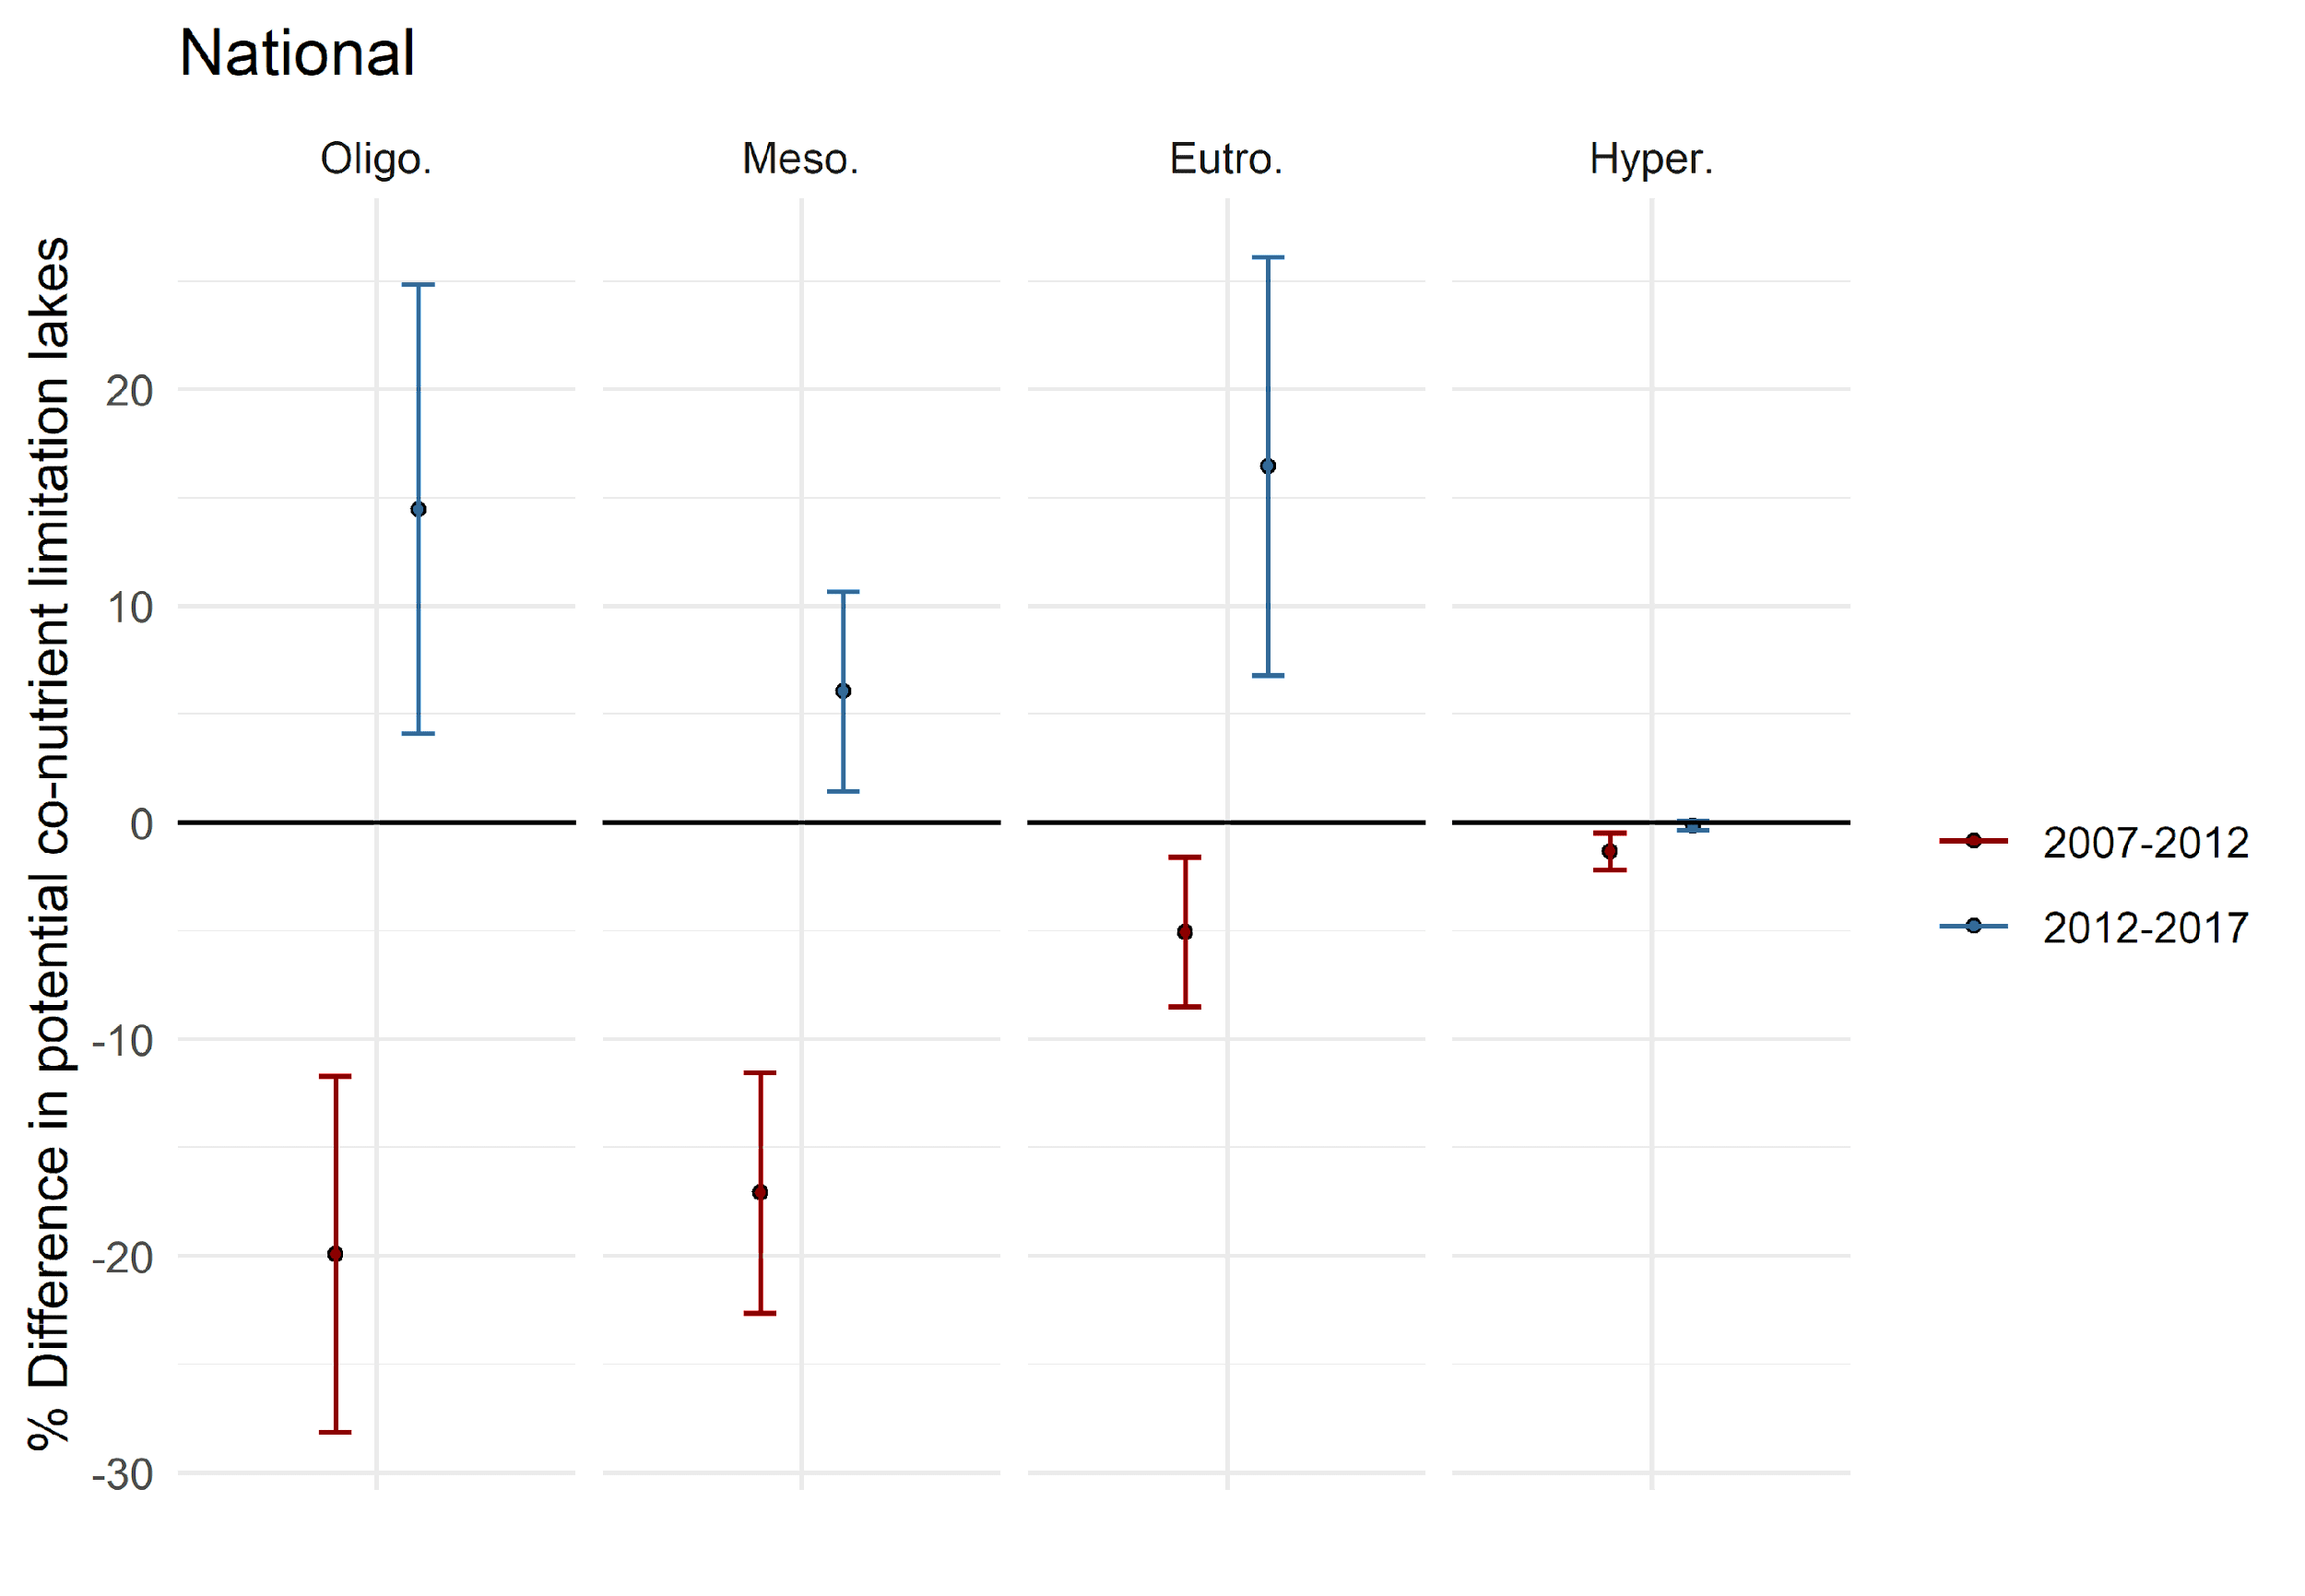 National
Oligo.
Meso.
Eutro.
Hyper.
% Difference in potential co-nutrient limitation lakes
20
10
0
-10
-20
-30
2007-2012
2012-2017